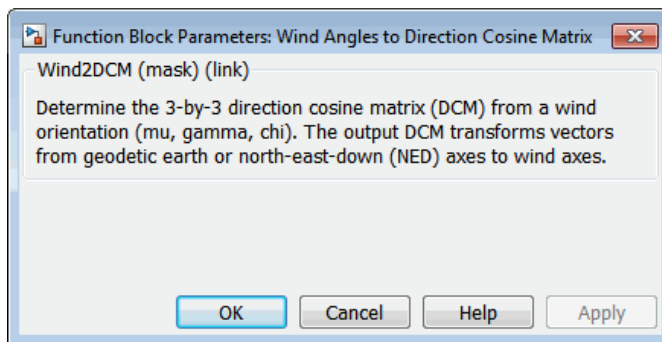 Function Block Parameters: Wind Angles to Direction Cosine Matrix
Wind2DCM (mask) (link)
Determine the 3-by-3 direction cosine matrix (DCM) from a wind
orientation (mu, gamma, chi). The output DCM transforms vectors
from geodetic earth or north-east-down (NED) axes to wind axes.
OK Cancel Help Apply